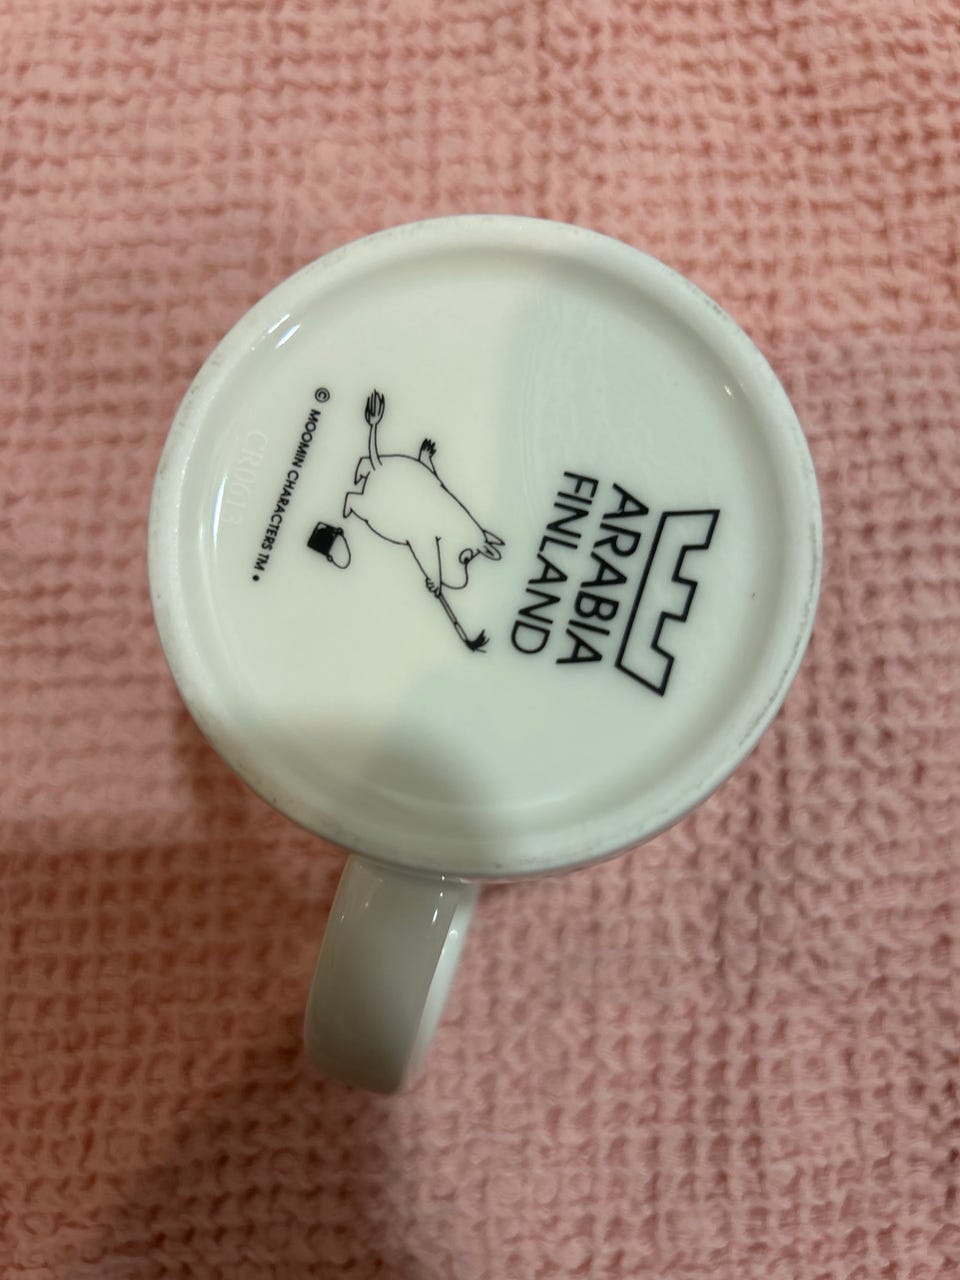 ARABIA
FINLAND
© MOOMIN CHARACTERS TM •